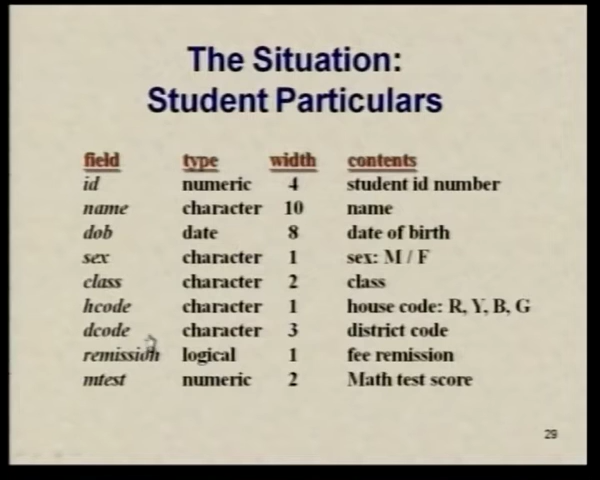 The Situation:
Student Particulars
field type width contents
id numeric 4 student id number
name character 10 name
dob date 8 date of birth
sex character 1 sex: M / F
class character 2 class
hcode character 1 house code: R, Y, B, G
dcode character 3 district code
remission logical 1 fee remission
mtest numeric 2 Math test score
29